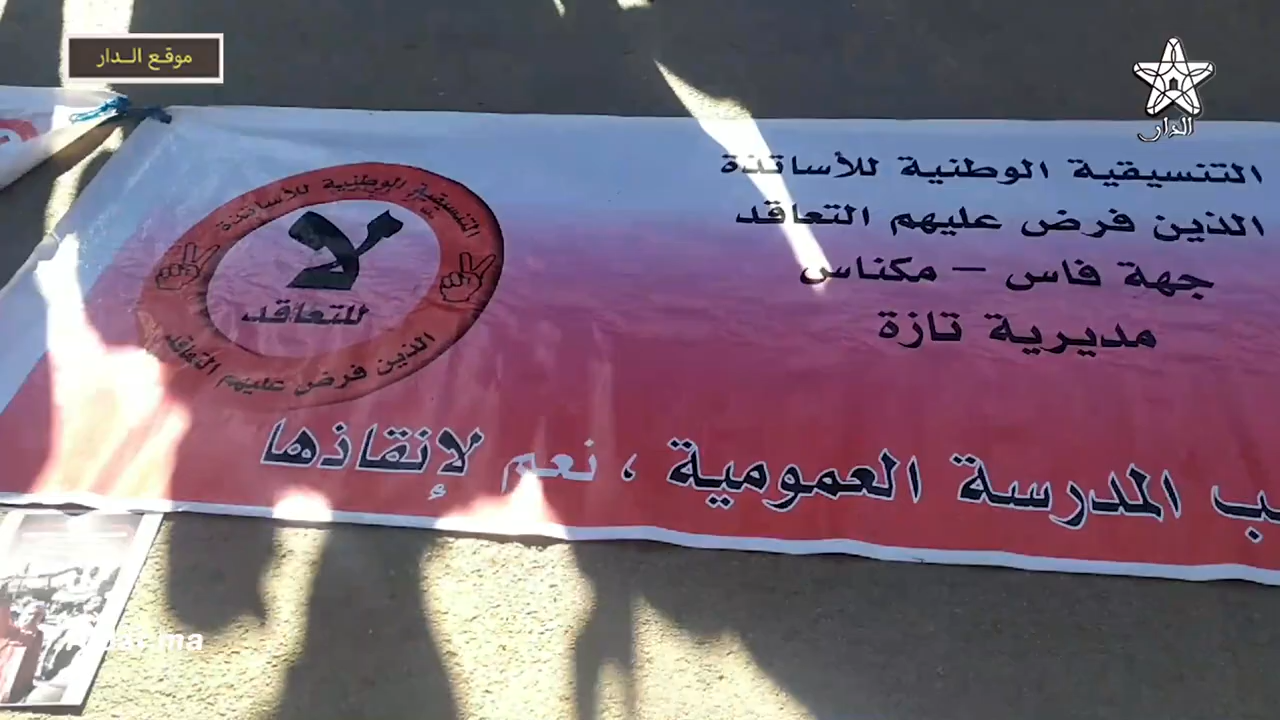 موقع الدار
الدار
التنسيقية الوطنية للأساتذة
الذين فرض عليهم التعاقد
جهة فاس - مكناس
مديرية تازة
التنسيقية الوطنية للأساتذة
لا
للتعاقد
الذين فرض عليهم التعاقد
المدرسة العمومية ، نعم لإنقاذها